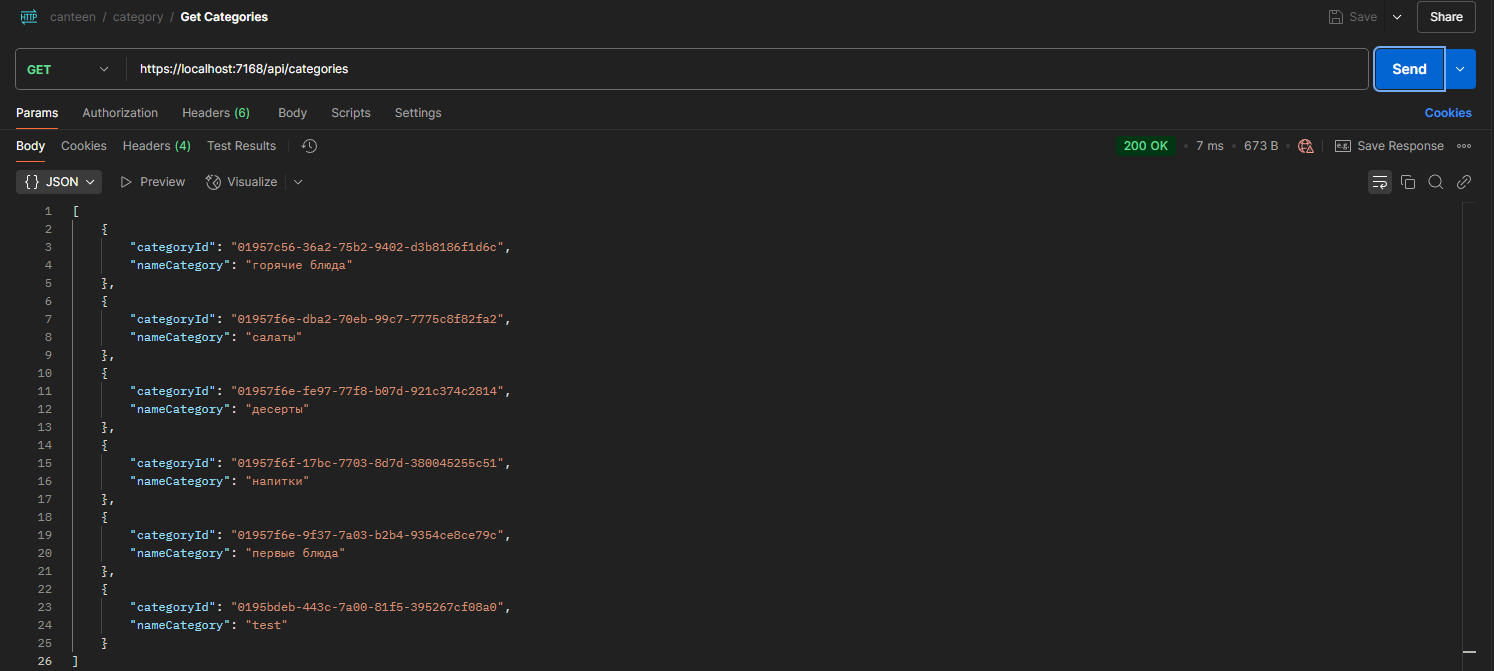 HTTP canteen / category / Get Categories Save Share
GET https://localhost:7168/api/categories Send
Params Authorization Headers (6) Body Scripts Settings Cookies
Body Cookies Headers (4) Test Results 200 OK • 7 ms • 673 B • e.g. Save Response
{} JSON Preview Visualize
1 [
2 {
3 "categoryId": "01957c56-36a2-75b2-9402-d3b8186f1d6c",
4 "nameCategory": "горячие блюда"
5 },
6 {
7 "categoryId": "01957f6e-dba2-70eb-99c7-7775c8f82fa2",
8 "nameCategory": "салаты"
9 },
10 {
11 "categoryId": "01957f6e-fe97-77f8-b07d-921c374c2814",
12 "nameCategory": "десерты"
13 },
14 {
15 "categoryId": "01957f6f-17bc-7703-8d7d-380045255c51",
16 "nameCategory": "напитки"
17 },
18 {
19 "categoryId": "01957f6e-9f37-7a03-b2b4-9354ce8ce79c",
20 "nameCategory": "первые блюда"
21 },
22 {
23 "categoryId": "0195bdeb-443c-7a00-81f5-395267cf08a0",
24 "nameCategory": "test"
25 }
26 ]